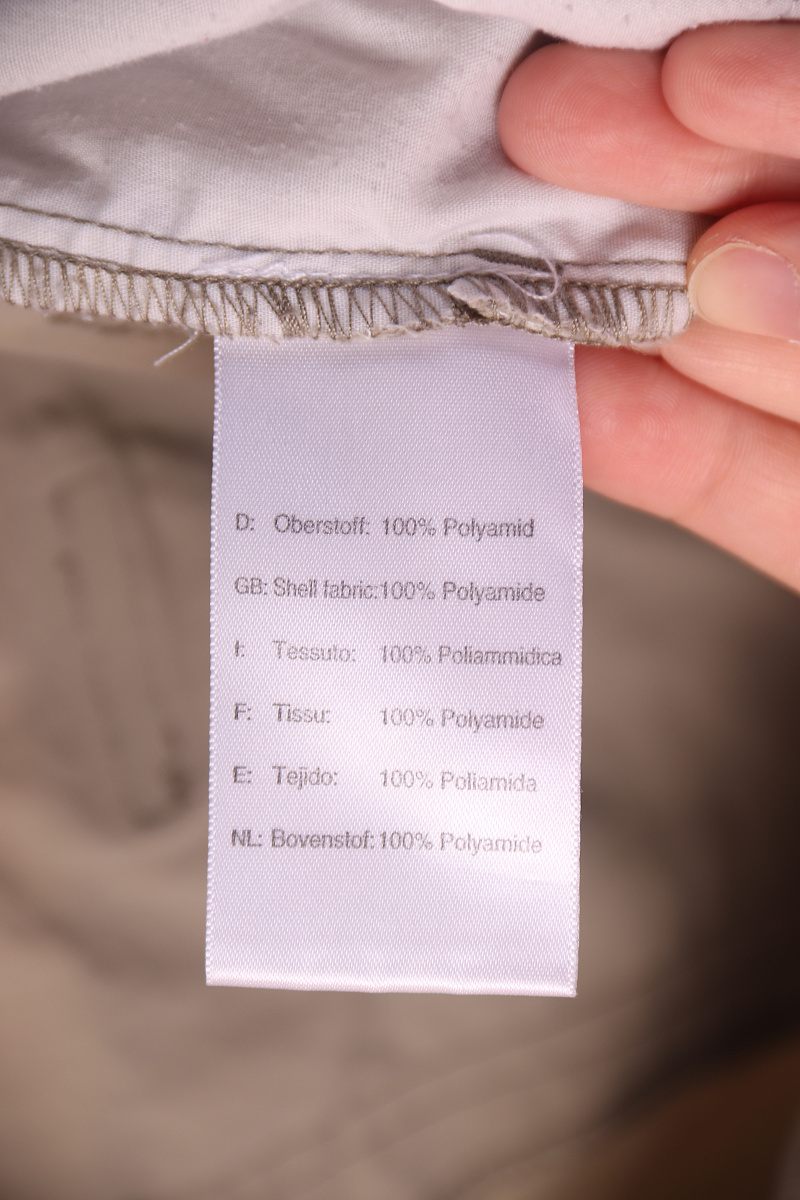 D: Oberstoff: 100% Polyamid
GB: Shell fabric: 100% Polyamide
I: Tessuto: 100% Poliammidica
F: Tissu: 100% Polyamide
E: Tejido: 100% Poliamida
NL: Bovenstof: 100% Polyamide